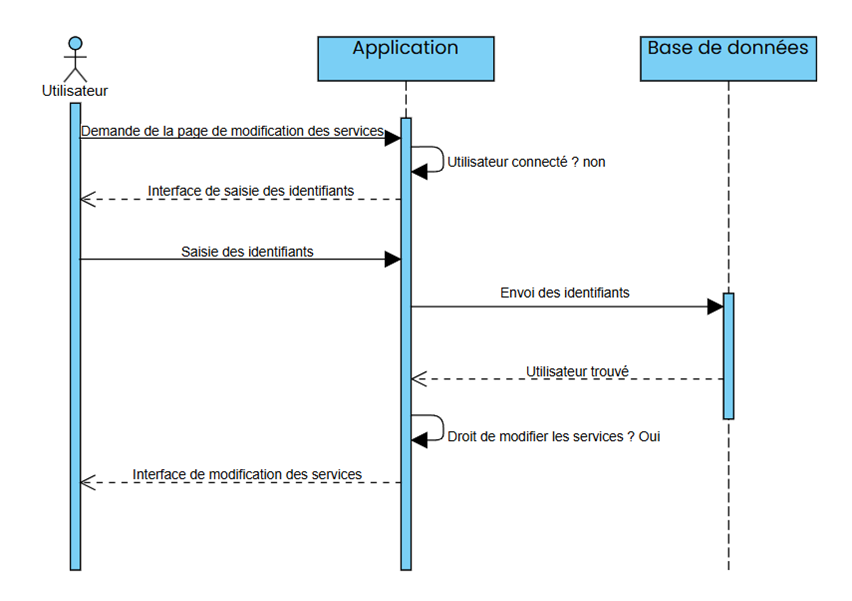 Application
Base de données
Utilisateur
Demande de la page de modification des services
Utilisateur connecté ? non
Interface de saisie des identifiants
Saisie des identifiants
Envoi des identifiants
Utilisateur trouvé
Droit de modifier les services ? Oui
Interface de modification des services